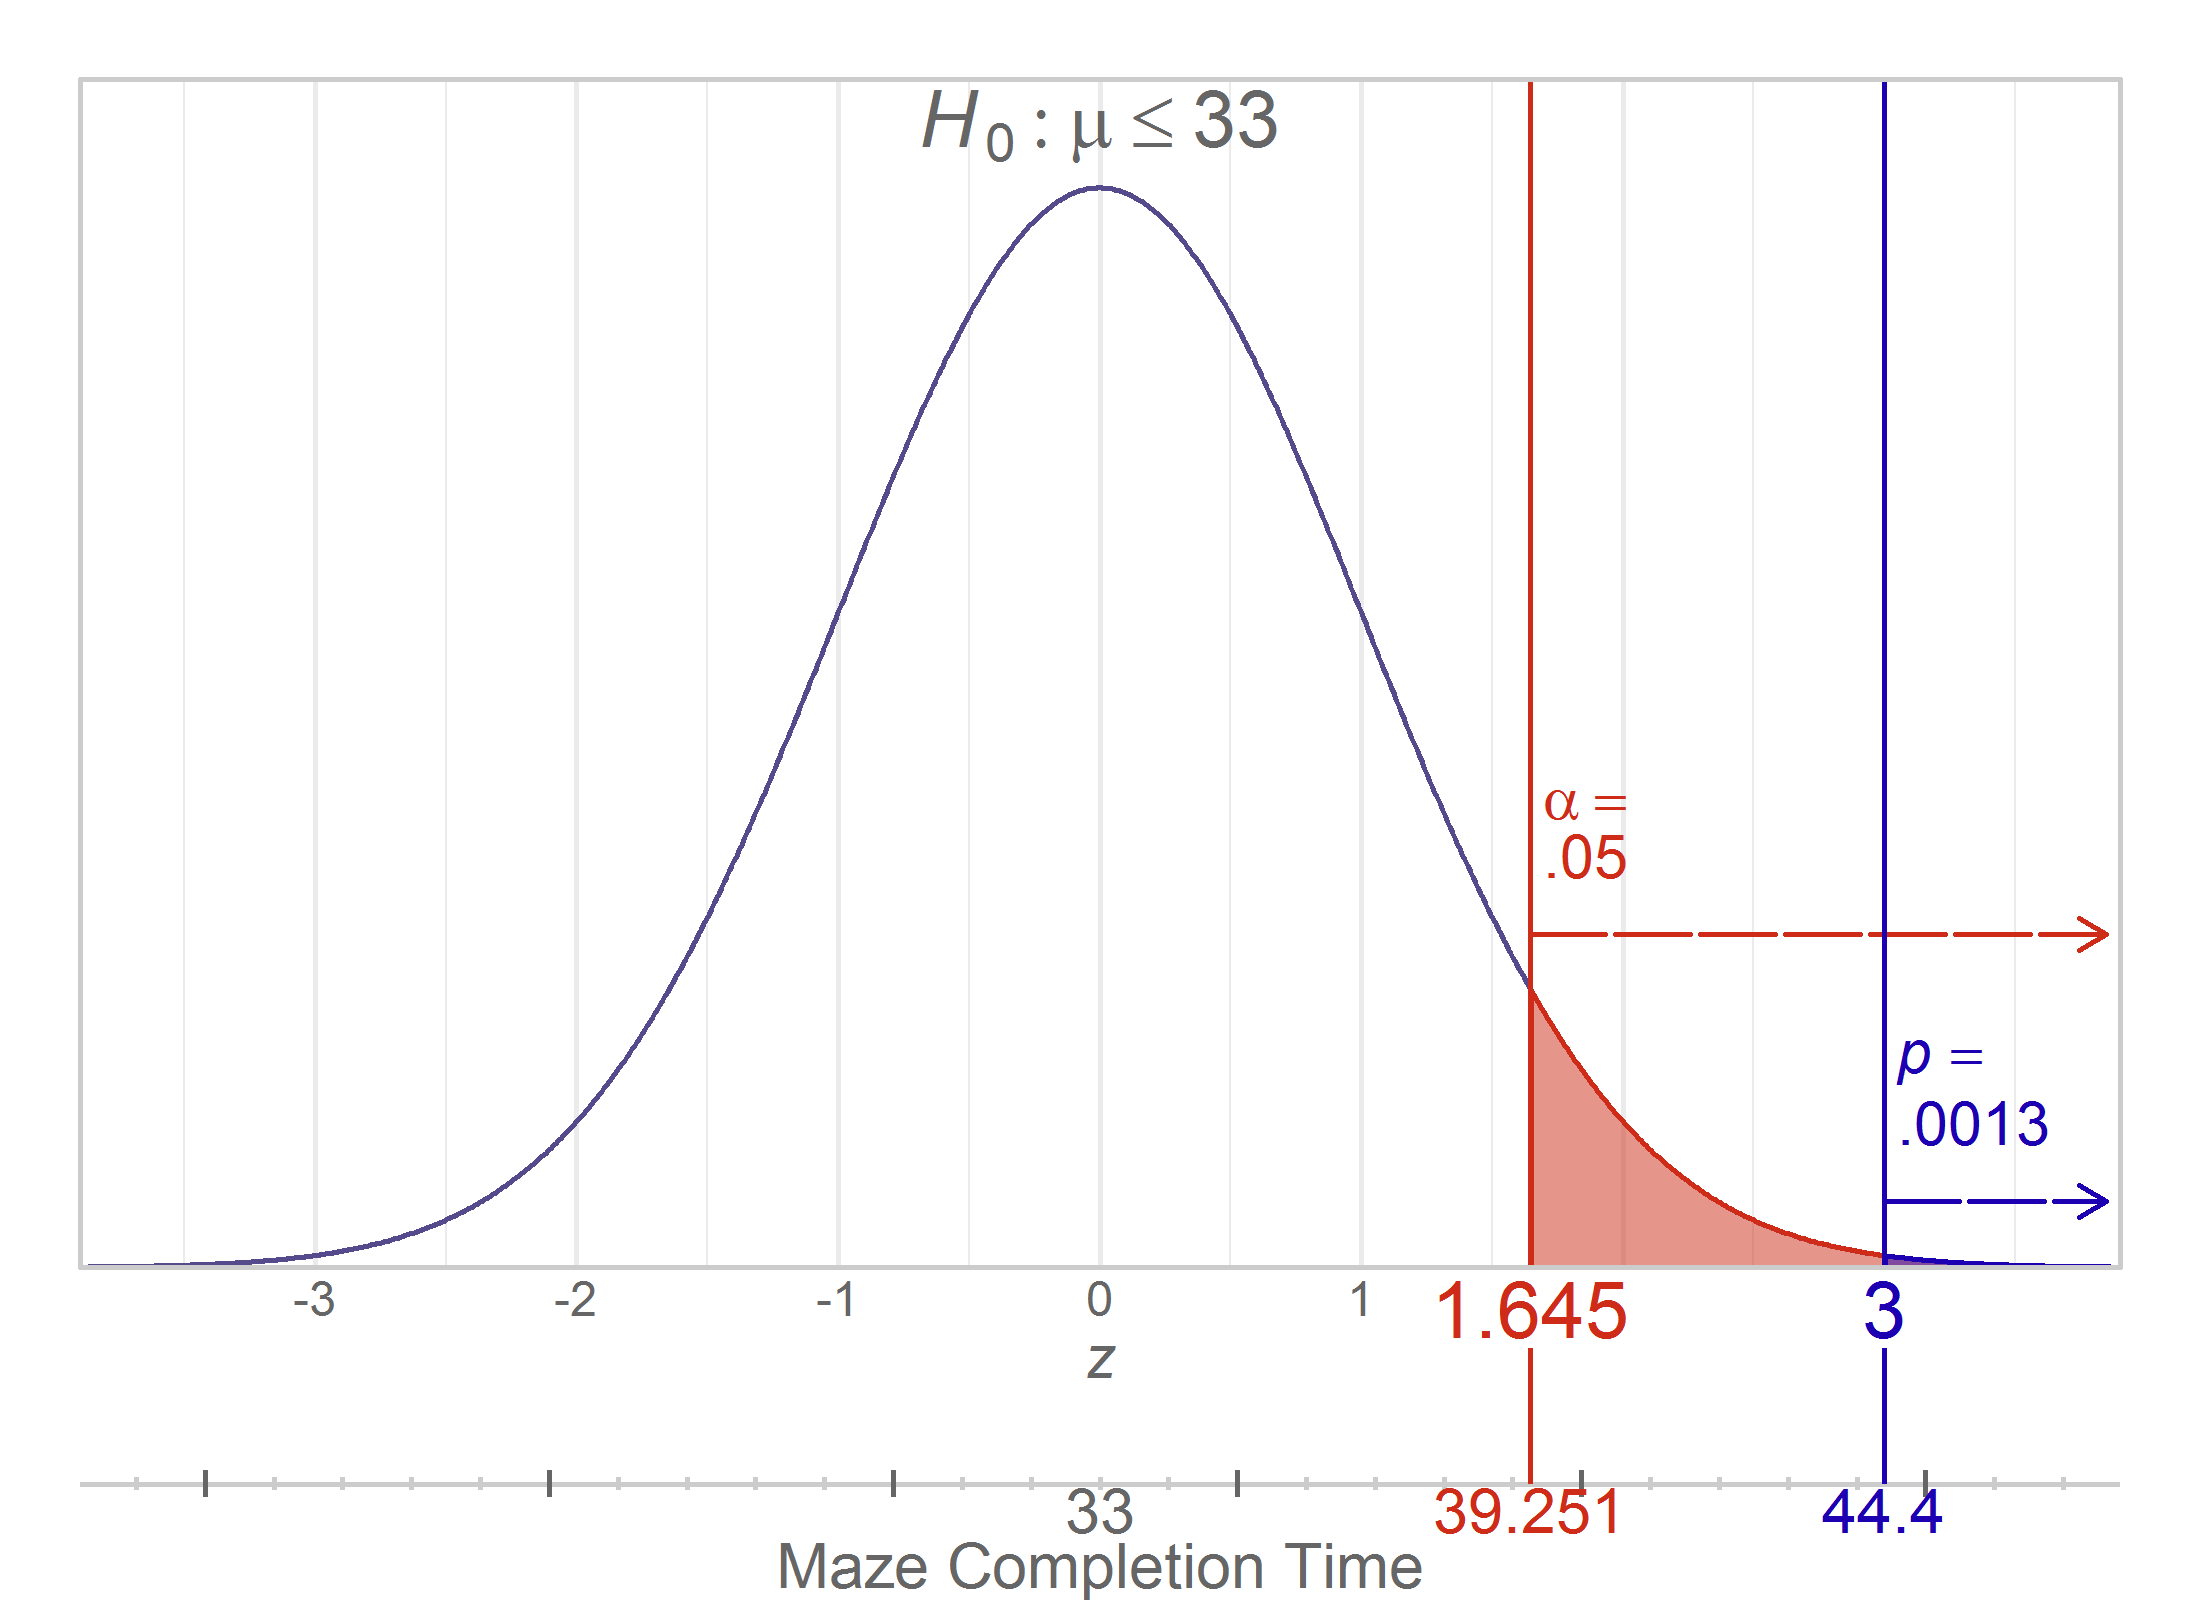 H0 : μ ≤ 33
α =
.05
p =
.0013
-3 -2 -1 0 1 1.645 3
z
33 39.251 44.4
Maze Completion Time